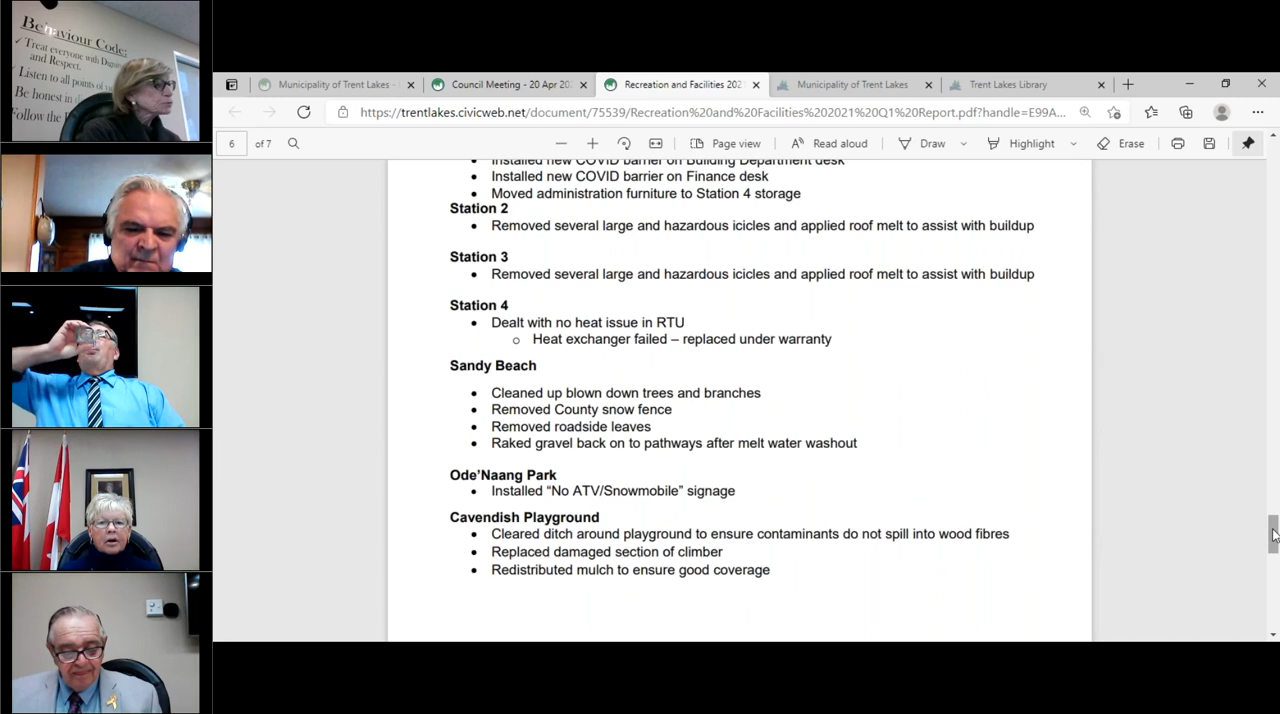 Behaviour Code:
✓ Treat everyone with
and Respect.
Listen to all points of
Be honest in
Follow the
Municipality of Trent Lakes -
Council Meeting - 20 Apr 20
Recreation and Facilities 202
Municipality of Trent Lakes
Trent Lakes Library
https://trentlakes.civicweb.net/document/75539/Recreation%20and%20Facilities%202021%20Q1%20Report.pdf?handle=E99A...
6 of 7
Page view
Read aloud
Draw
Highlight
Erase
• Installed new COVID barrier on Building Department desk
• Installed new COVID barrier on Finance desk
• Moved administration furniture to Station 4 storage
Station 2
• Removed several large and hazardous icicles and applied roof melt to assist with buildup
Station 3
• Removed several large and hazardous icicles and applied roof melt to assist with buildup
Station 4
• Dealt with no heat issue in RTU
o Heat exchanger failed – replaced under warranty
Sandy Beach
• Cleaned up blown down trees and branches
• Removed County snow fence
• Removed roadside leaves
• Raked gravel back on to pathways after melt water washout
Ode’Naang Park
• Installed “No ATV/Snowmobile” signage
Cavendish Playground
• Cleared ditch around playground to ensure contaminants do not spill into wood fibres
• Replaced damaged section of climber
• Redistributed mulch to ensure good coverage